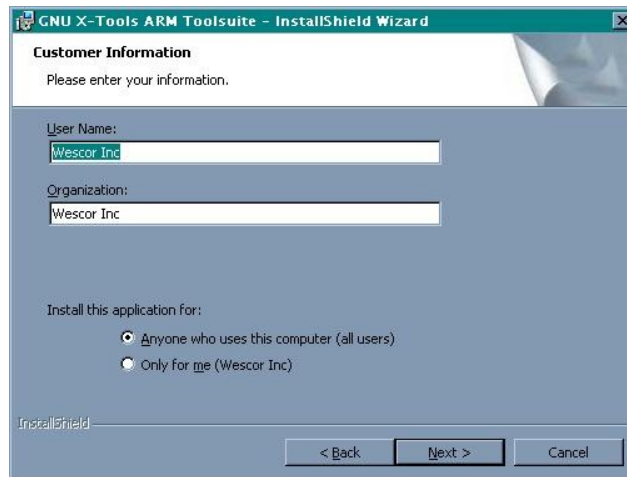 GNU X-Tools ARM Toolsuite - InstallShield Wizard
Customer Information
Please enter your information.
User Name:
Wescor Inc
Organization:
Wescor Inc
Install this application for:
Anyone who uses this computer (all users)
Only for me (Wescor Inc)
InstallShield
< Back Next > Cancel